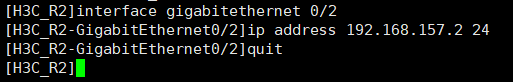 [H3C_R2]interface gigabitethernet 0/2
[H3C_R2-GigabitEthernet0/2]ip address 192.168.157.2 24
[H3C_R2-GigabitEthernet0/2]quit
[H3C_R2]